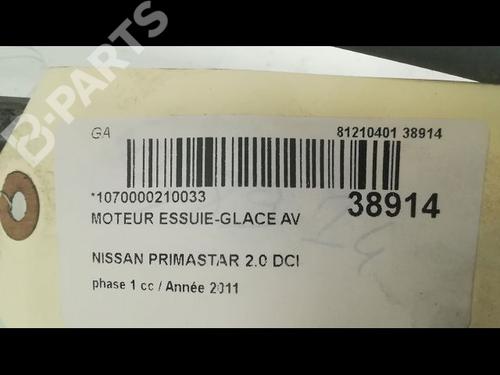 B-PARTS
GA
81210401 38914
*1070000210033
38914
MOTEUR ESSUIE-GLACE AV
NISSAN PRIMASTAR 2.0 DCI
phase 1 cc / Année 2011